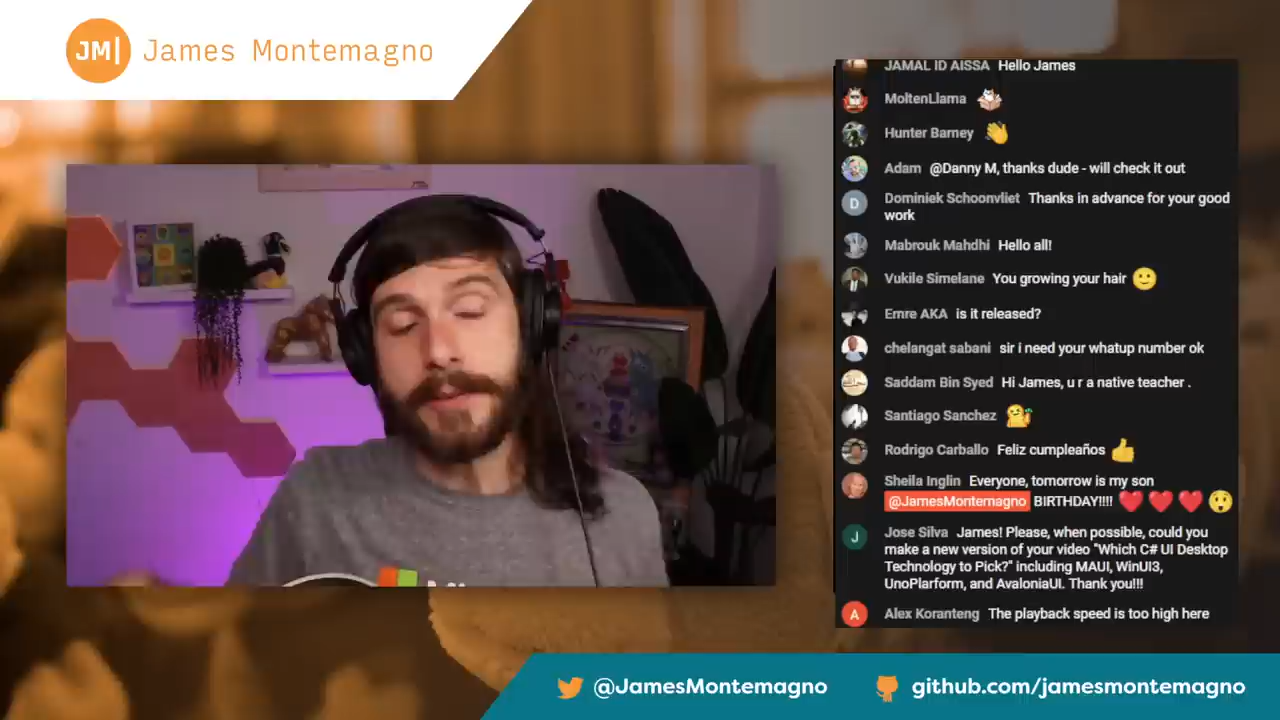 JM|
James Montemagno
JAMAL ID AISSA Hello James
MoltenLlama
Hunter Barney 👋
Adam @Danny M, thanks dude - will check it out
D
Dominiek Schoonvliet Thanks in advance for your good
work
Mabrouk Mahdhi Hello all!
Vukile Simelane You growing your hair 🙂
Emre AKA is it released?
chelangat sabani sir i need your whatup number ok
Saddam Bin Syed Hi James, u r a native teacher .
Santiago Sanchez
Rodrigo Carballo Feliz cumpleaños 👍
Sheila Inglin Everyone, tomorrow is my son
@JamesMontemagno BIRTHDAY!!!! ❤️ ❤️ ❤️ 😲
J
Jose Silva James! Please, when possible, could you
make a new version of your video "Which C# UI Desktop
Technology to Pick?" including MAUI, WinUI3,
UnoPlarform, and AvaloniaUI. Thank you!!!
A
Alex Koranteng The playback speed is too high here
@JamesMontemagno
github.com/jamesmontemagno